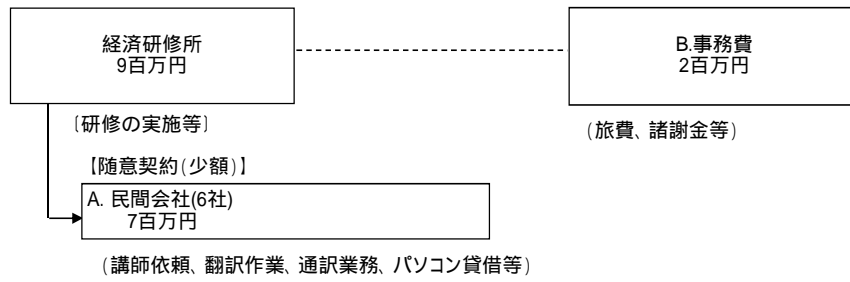 経済研修所
9百万円
B.事務費
2百万円
〔研修の実施等〕
(旅費、諸謝金等)
【随意契約(少額)】
A. 民間会社(6社)
7百万円
(講師依頼、翻訳作業、通訳業務、パソコン貸借等)